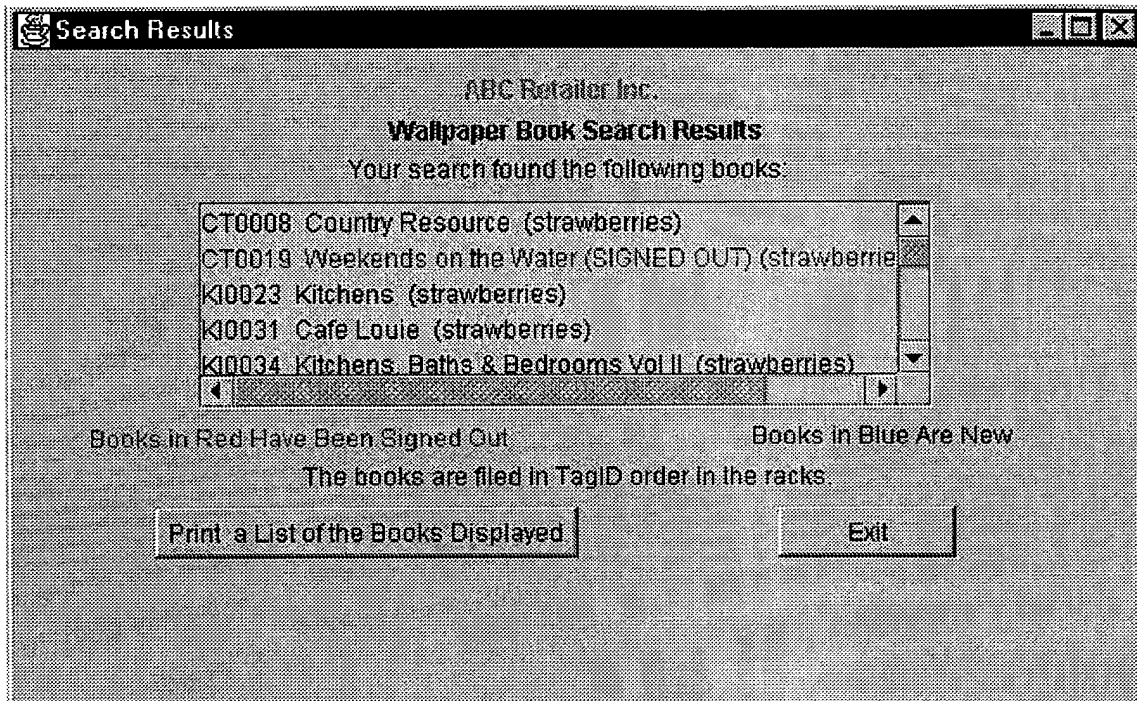 Search Results
ABC Retailer Inc.
Wallpaper Book Search Results
Your search found the following books:
CT0008 Country Resource (strawberries)
CT0019 Weekends on the Water (SIGNED OUT) (strawberrie
KI0023 Kitchens (strawberries)
KI0031 Cafe Louie (strawberries)
KI0034 Kitchens, Baths & Bedrooms Vol II (strawberries)
Books in Red Have Been Signed Out Books in Blue Are New
The books are filed in TagID order in the racks.
Print a List of the Books Displayed Exit